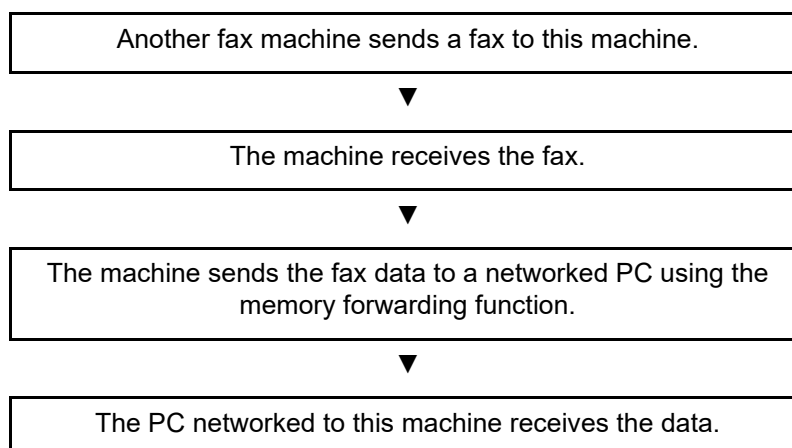 Another fax machine sends a fax to this machine.
▼
The machine receives the fax.
▼
The machine sends the fax data to a networked PC using the
memory forwarding function.
▼
The PC networked to this machine receives the data.